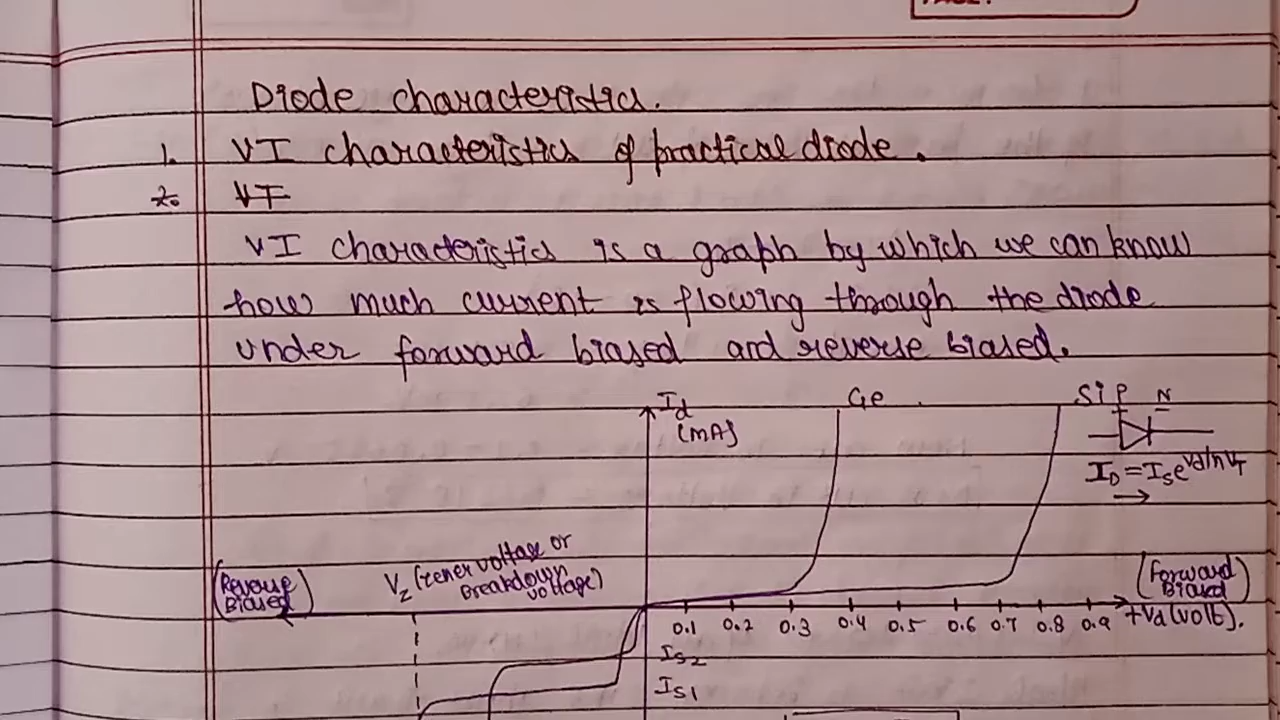 Diode characteristics.
1. VI characteristics of practical diode.
2. VI
VI characteristics is a graph by which we can know
how much current is flowing through the diode
under forward biased and reverse biased.
Id
(mA)
Ge
Si
P N
ID = Is e^Vd/nVT
(Reverse
Biased)
Vz (zener voltage or
Breakdown
voltage)
(Forward
Biased)
0.1 0.2 0.3 0.4 0.5 0.6 0.7 0.8 0.9 +Vd (volt).
Is2
Is1